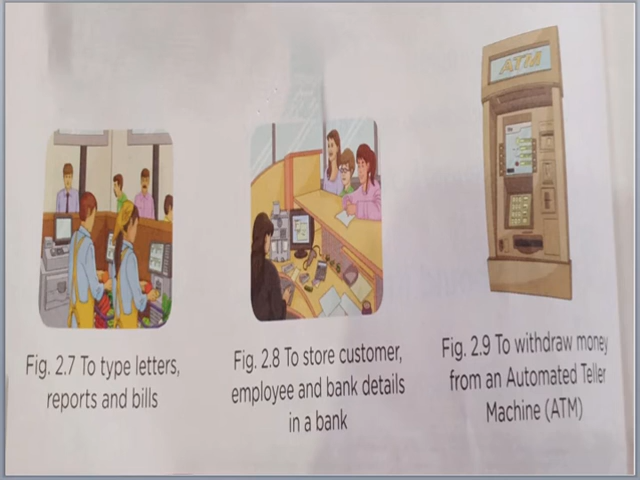 ATM
Fig. 2.7 To type letters,
reports and bills
Fig. 2.8 To store customer,
employee and bank details
in a bank
Fig. 2.9 To withdraw money
from an Automated Teller
Machine (ATM)